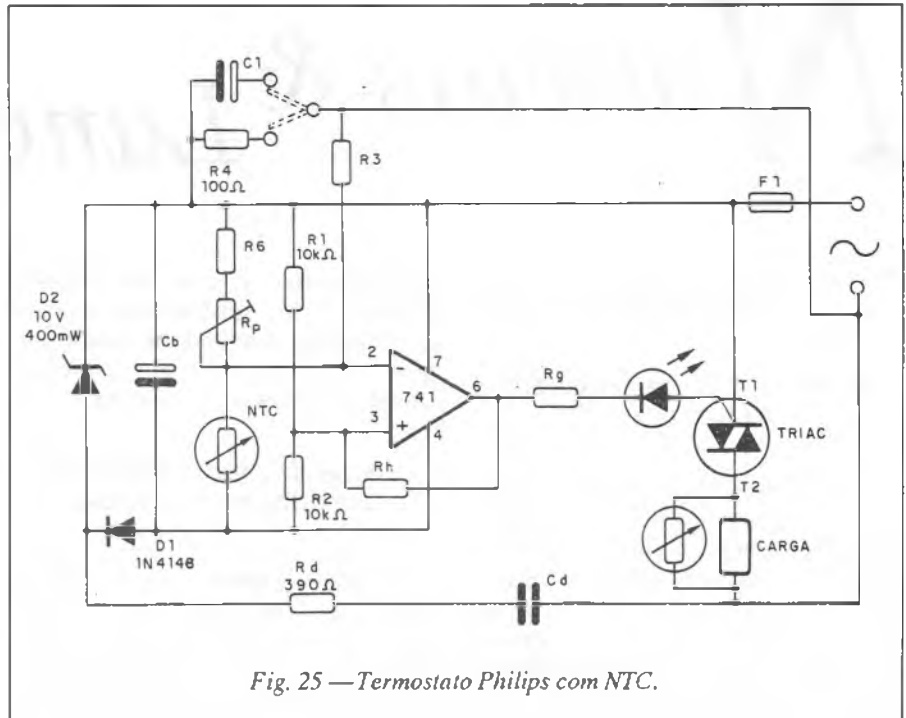 C1
R4
100Ω
R3
F1
R6
R1
10kΩ
D2
10V
400mW
Cb
Rp
2
7
-
741
6
Rg
T1
3
+
4
NTC
TRIAC
Rh
T2
R2
10kΩ
D1
1N4148
CARGA
Rd
390Ω
Cd
Fig. 25 — Termostato Philips com NTC.